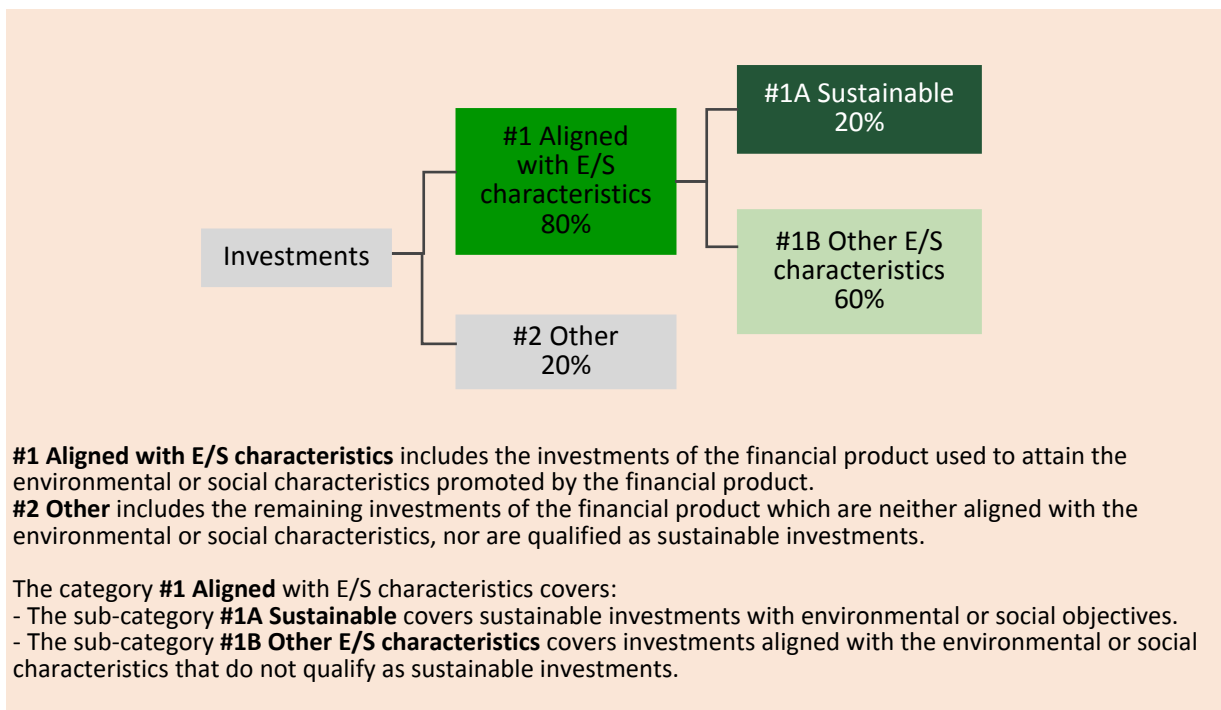 Investments
#1 Aligned
with E/S
characteristics
80%
#2 Other
20%
#1A Sustainable
20%
#1B Other E/S
characteristics
60%
#1 Aligned with E/S characteristics includes the investments of the financial product used to attain the
environmental or social characteristics promoted by the financial product.
#2 Other includes the remaining investments of the financial product which are neither aligned with the
environmental or social characteristics, nor are qualified as sustainable investments.
The category #1 Aligned with E/S characteristics covers:
- The sub-category #1A Sustainable covers sustainable investments with environmental or social objectives.
- The sub-category #1B Other E/S characteristics covers investments aligned with the environmental or social
characteristics that do not qualify as sustainable investments.